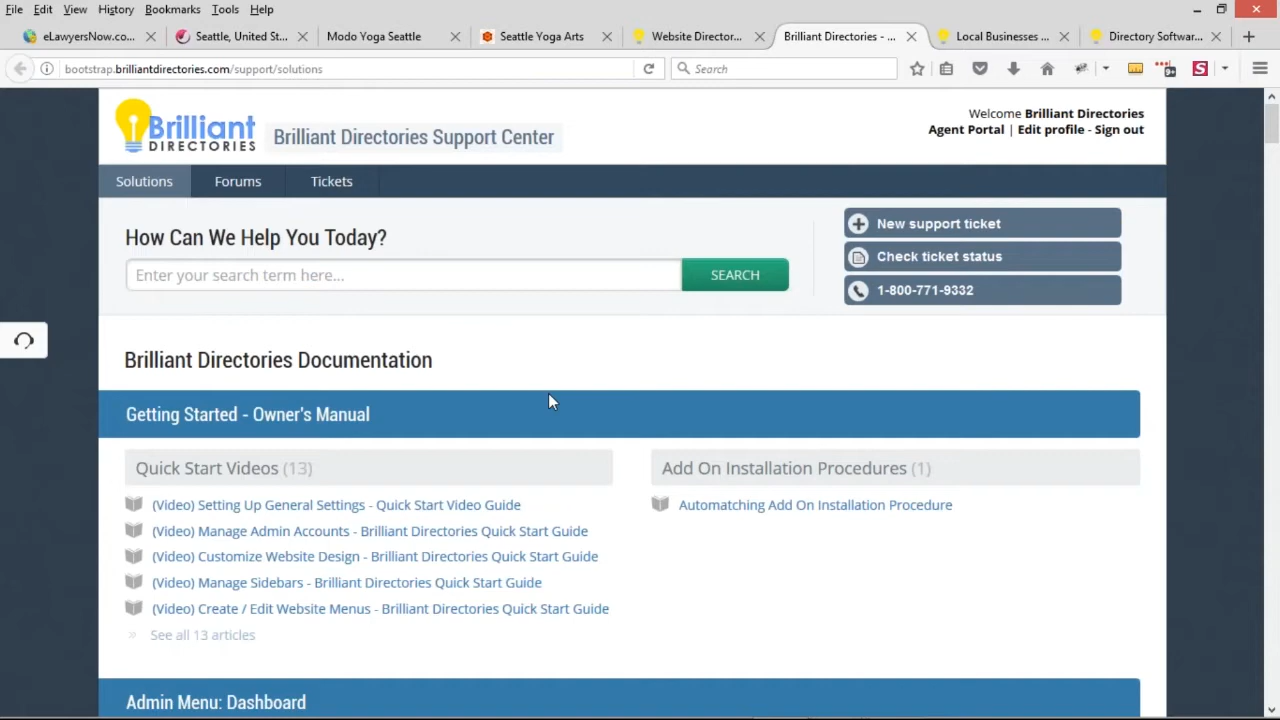 File Edit View History Bookmarks Tools Help
eLawyersNow.co... Seattle, United St... Modo Yoga Seattle Seattle Yoga Arts Website Director... Brilliant Directories - ... Local Businesses ... Directory Softwar...
bootstrap.brilliantdirectories.com/support/solutions Search
Brilliant DIRECTORIES
Brilliant Directories Support Center
Welcome Brilliant Directories
Agent Portal | Edit profile - Sign out
Solutions Forums Tickets
How Can We Help You Today?
Enter your search term here... SEARCH
New support ticket
Check ticket status
1-800-771-9332
Brilliant Directories Documentation
Getting Started - Owner's Manual
Quick Start Videos (13)
(Video) Setting Up General Settings - Quick Start Video Guide
(Video) Manage Admin Accounts - Brilliant Directories Quick Start Guide
(Video) Customize Website Design - Brilliant Directories Quick Start Guide
(Video) Manage Sidebars - Brilliant Directories Quick Start Guide
(Video) Create / Edit Website Menus - Brilliant Directories Quick Start Guide
» See all 13 articles
Add On Installation Procedures (1)
Automatching Add On Installation Procedure
Admin Menu: Dashboard